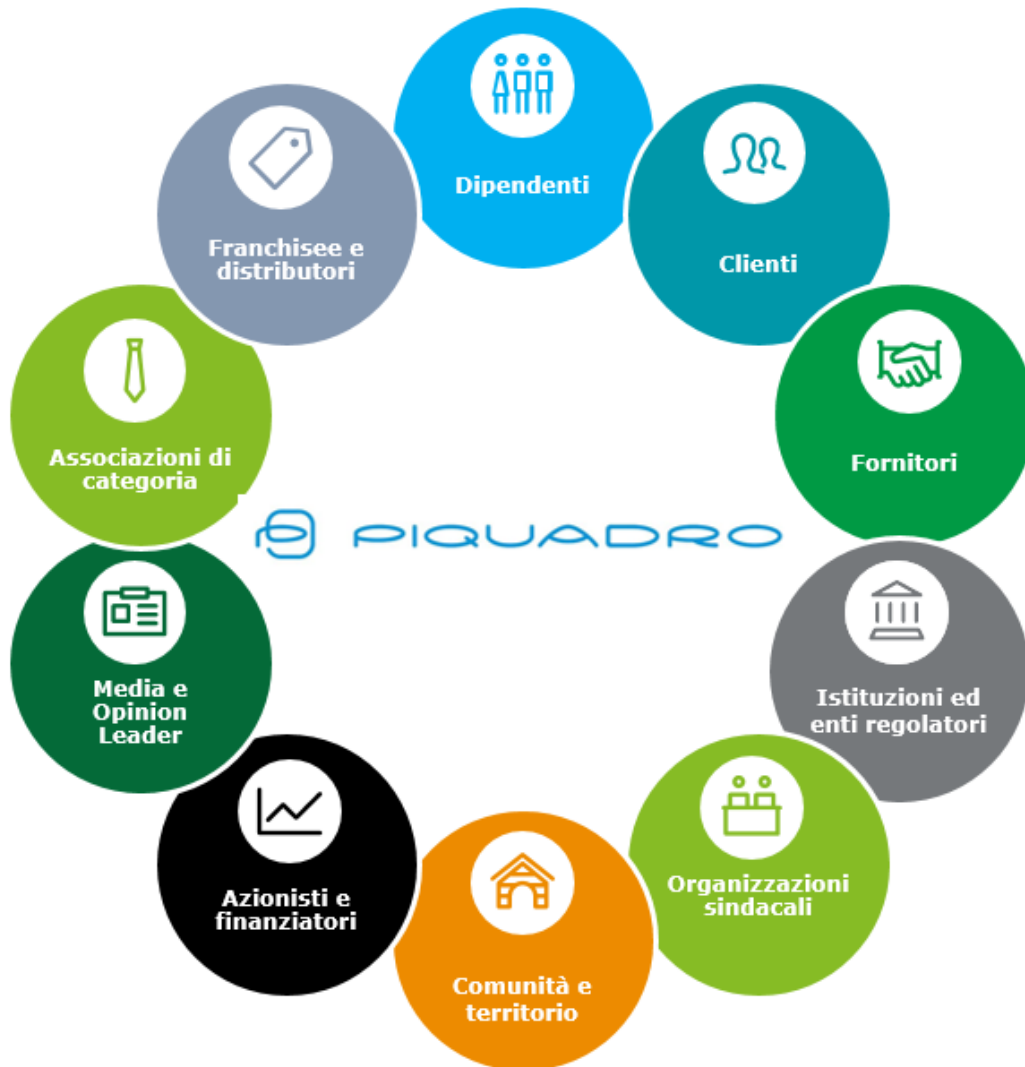 Dipendenti
Clienti
Franchisee e
distributori
Fornitori
Associazioni di
categoria
PIQUADRO
Istituzioni ed
enti regolatori
Media e
Opinion
Leader
Organizzazioni
sindacali
Azionisti e
finanziatori
Comunità e
territorio